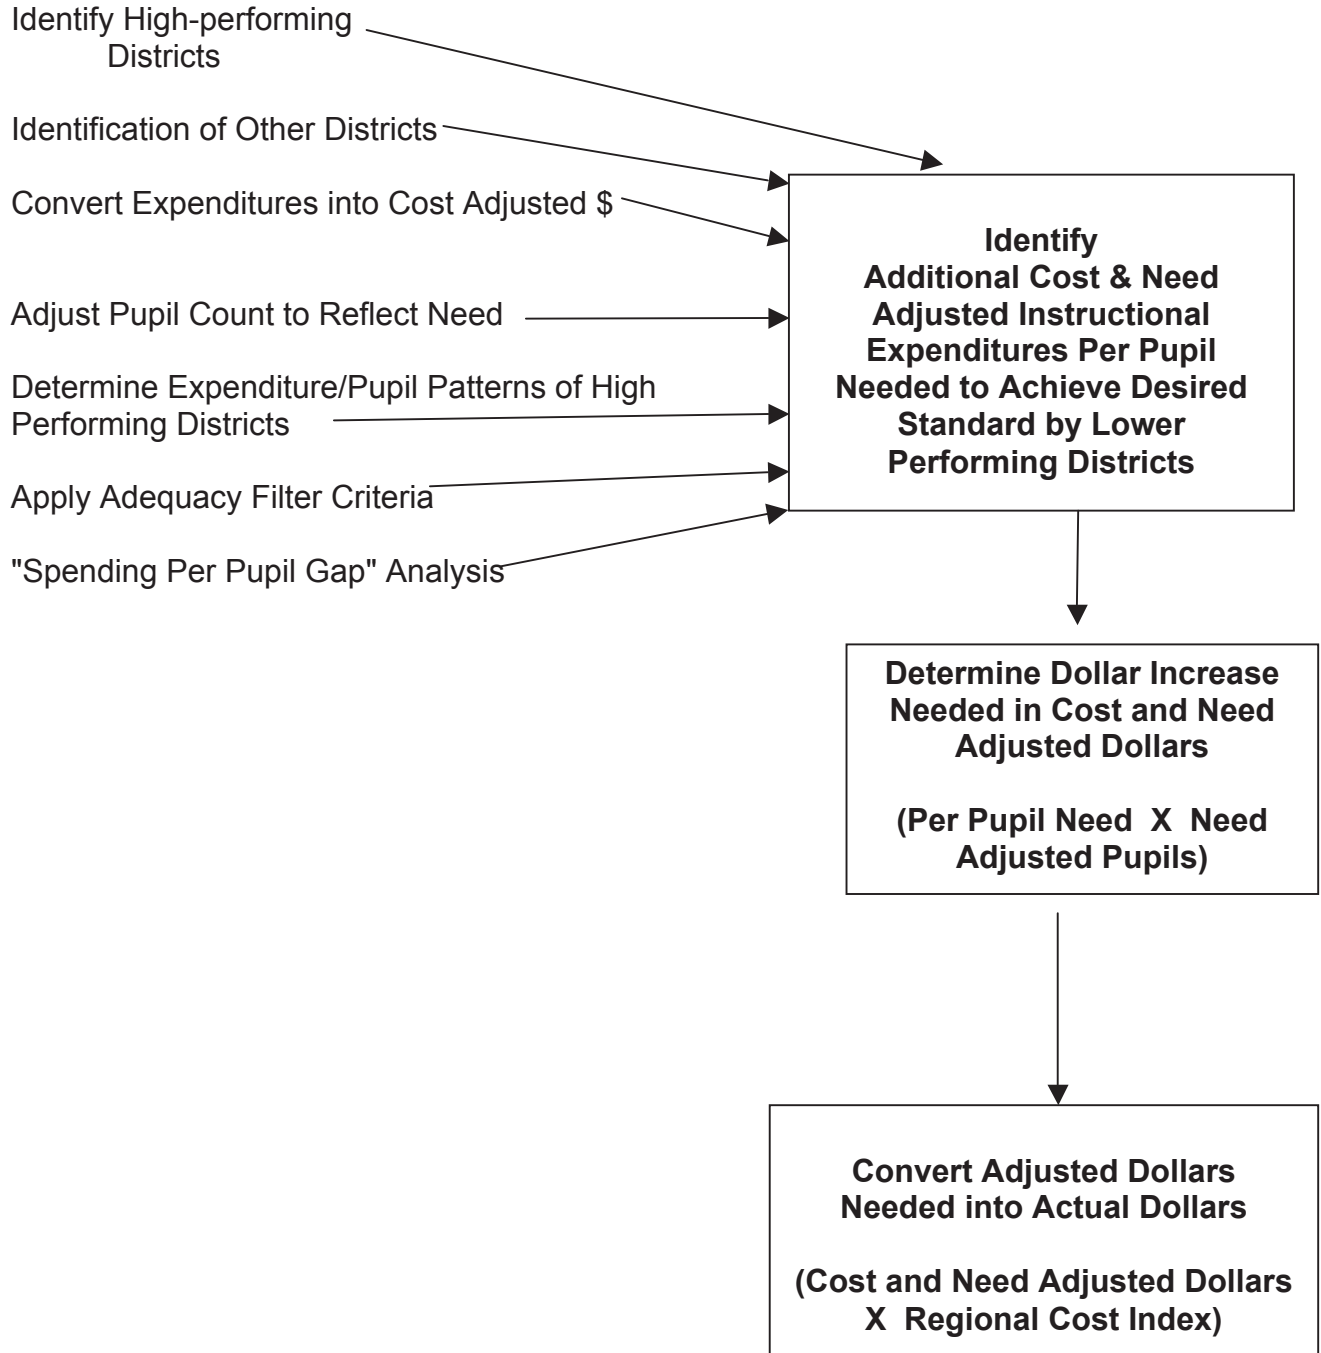 Identify High-performing
Districts
Identification of Other Districts
Convert Expenditures into Cost Adjusted $
Adjust Pupil Count to Reflect Need
Determine Expenditure/Pupil Patterns of High
Performing Districts
Apply Adequacy Filter Criteria
"Spending Per Pupil Gap" Analysis
Identify
Additional Cost & Need
Adjusted Instructional
Expenditures Per Pupil
Needed to Achieve Desired
Standard by Lower
Performing Districts
Determine Dollar Increase
Needed in Cost and Need
Adjusted Dollars
(Per Pupil Need X Need
Adjusted Pupils)
Convert Adjusted Dollars
Needed into Actual Dollars
(Cost and Need Adjusted Dollars
X Regional Cost Index)